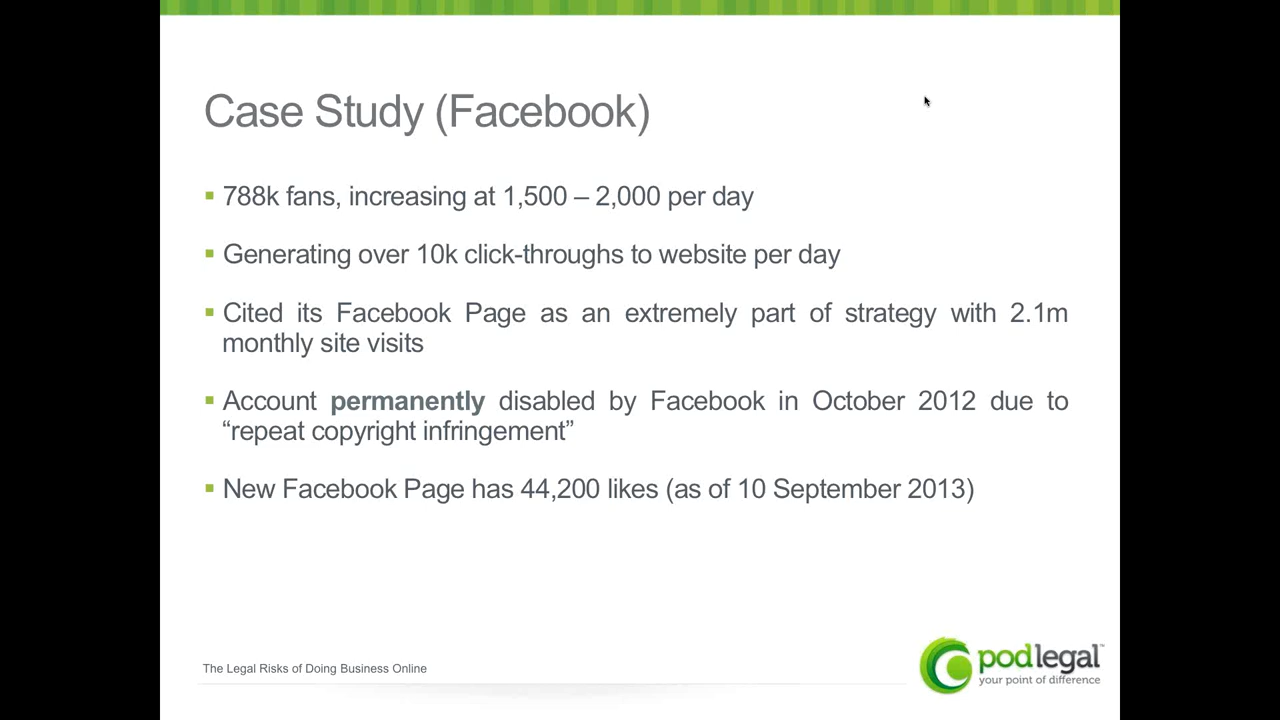 Case Study (Facebook)
▪ 788k fans, increasing at 1,500 – 2,000 per day
▪ Generating over 10k click-throughs to website per day
▪ Cited its Facebook Page as an extremely part of strategy with 2.1m
monthly site visits
▪ Account permanently disabled by Facebook in October 2012 due to
“repeat copyright infringement”
▪ New Facebook Page has 44,200 likes (as of 10 September 2013)
The Legal Risks of Doing Business Online
podlegal™
your point of difference